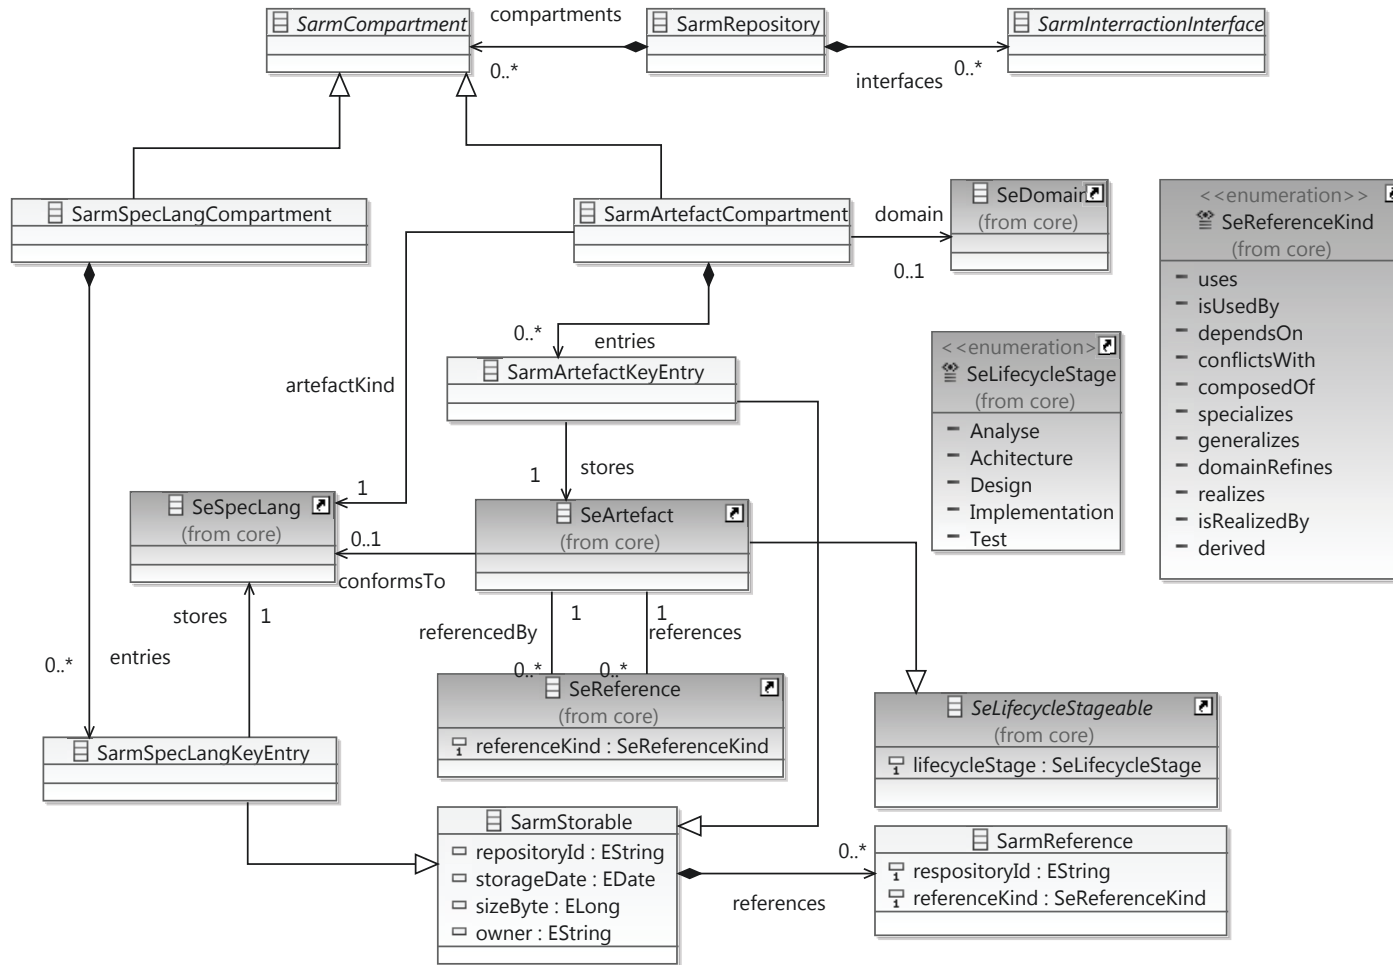 SarmCompartment
compartments
0..*
SarmRepository
interfaces
0..*
SarmInterractionInterface
SarmSpecLangCompartment
SarmArtefactCompartment
domain
0..1
SeDomain
(from core)
<<enumeration>>
SeReferenceKind
(from core)
uses
isUsedBy
dependsOn
conflictsWith
composedOf
specializes
generalizes
domainRefines
realizes
isRealizedBy
derived
0..*
entries
SarmArtefactKeyEntry
<<enumeration>
SeLifecycleStage
(from core)
Analyse
Achitecture
Design
Implementation
Test
artefactKind
1
stores
1
SeSpecLang
(from core)
SeArtefact
(from core)
0..1
conformsTo
stores
1
referencedBy
1
0..*
1
references
0..*
0..*
entries
SeReference
(from core)
referenceKind : SeReferenceKind
SeLifecycleStageable
(from core)
lifecycleStage : SeLifecycleStage
SarmSpecLangKeyEntry
SarmStorable
repositoryId : EString
storageDate : EDate
sizeByte : ELong
owner : EString
0..*
references
SarmReference
respositoryId : EString
referenceKind : SeReferenceKind